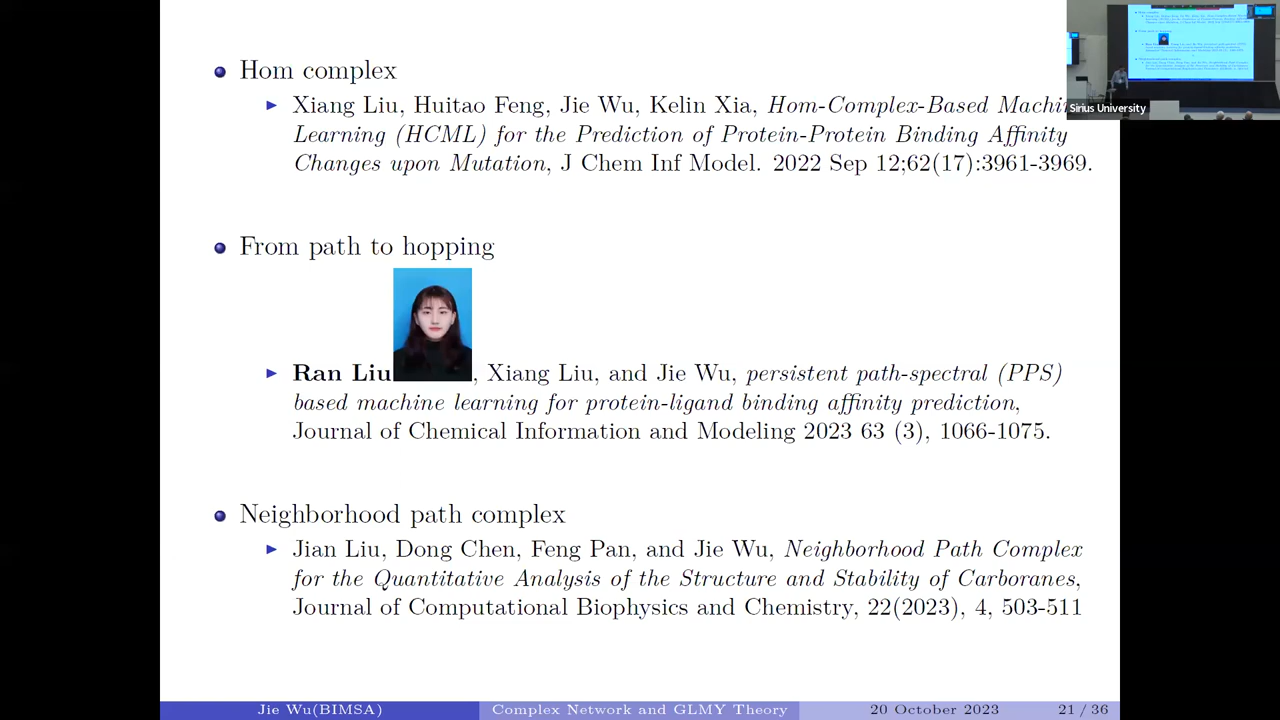 Hom complex
Xiang Liu, Huitao Feng, Jie Wu, Kelin Xia, Hom-Complex-Based Machin
Learning (HCML) for the Prediction of Protein-Protein Binding Affinity
Changes upon Mutation, J Chem Inf Model. 2022 Sep 12;62(17):3961-3969.
Sirius University
From path to hopping
Ran Liu, Xiang Liu, and Jie Wu, persistent path-spectral (PPS)
based machine learning for protein-ligand binding affinity prediction,
Journal of Chemical Information and Modeling 2023 63 (3), 1066-1075.
Neighborhood path complex
Jian Liu, Dong Chen, Feng Pan, and Jie Wu, Neighborhood Path Complex
for the Quantitative Analysis of the Structure and Stability of Carboranes,
Journal of Computational Biophysics and Chemistry, 22(2023), 4, 503-511
Jie Wu(BIMSA) Complex Network and GLMY Theory 20 October 2023 21 / 36